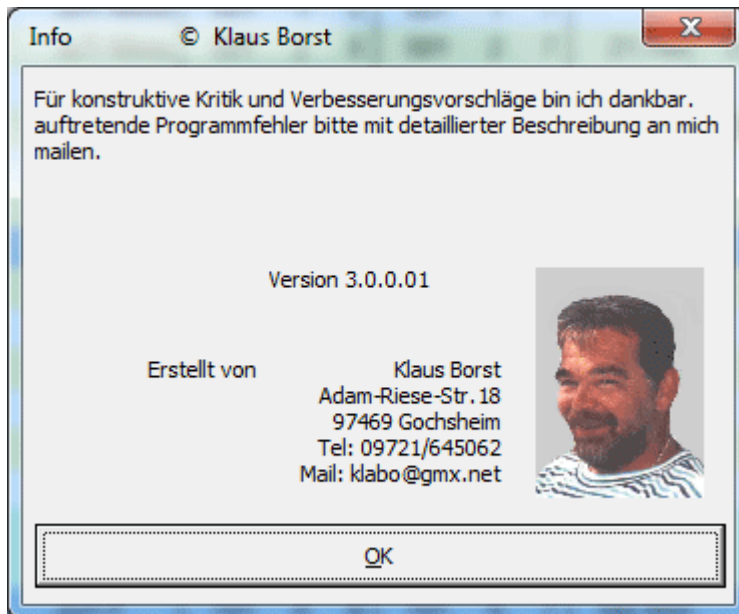 Info © Klaus Borst
Für konstruktive Kritik und Verbesserungsvorschläge bin ich dankbar.
auftretende Programmfehler bitte mit detaillierter Beschreibung an mich
mailen.
Version 3.0.0.01
Erstellt von Klaus Borst
Adam-Riese-Str.18
97469 Gochsheim
Tel: 09721/645062
Mail: klabo@gmx.net
OK